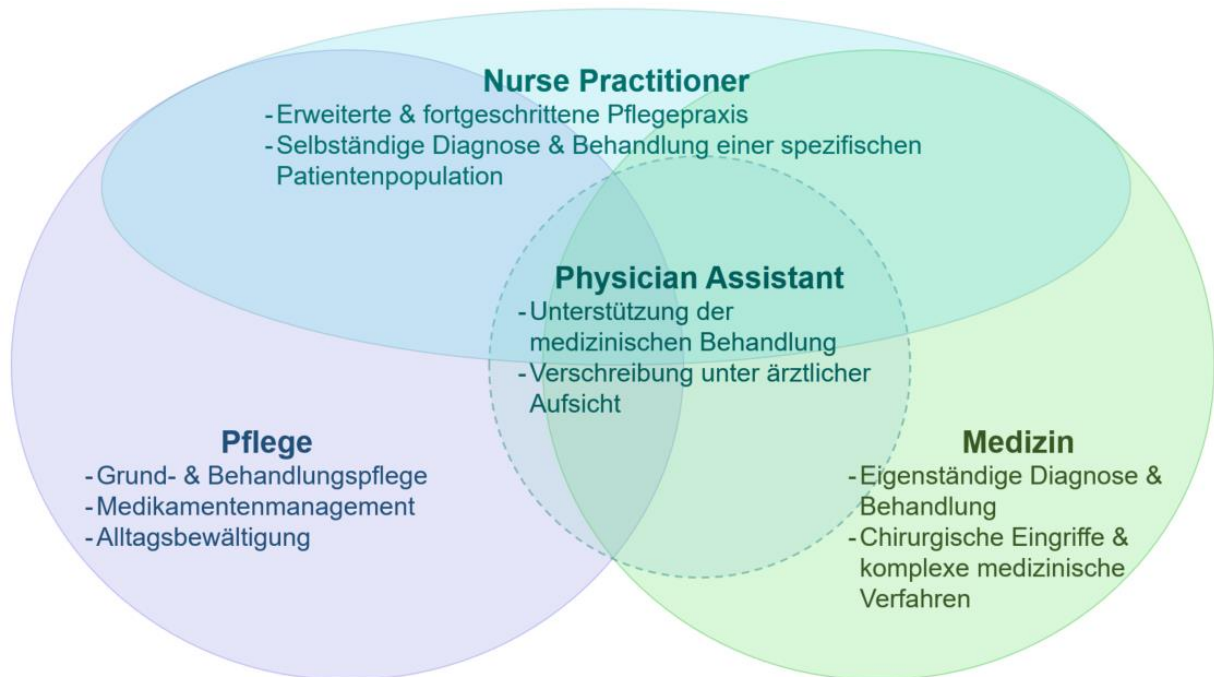 Nurse Practitioner
-Erweiterte & fortgeschrittene Pflegepraxis
-Selbständige Diagnose & Behandlung einer spezifischen
Patientenpopulation
Physician Assistant
-Unterstützung der
medizinischen Behandlung
-Verschreibung unter ärztlicher
Aufsicht
Pflege
-Grund- & Behandlungspflege
-Medikamentenmanagement
-Alltagsbewältigung
Medizin
-Eigenständige Diagnose &
Behandlung
-Chirurgische Eingriffe &
komplexe medizinische
Verfahren